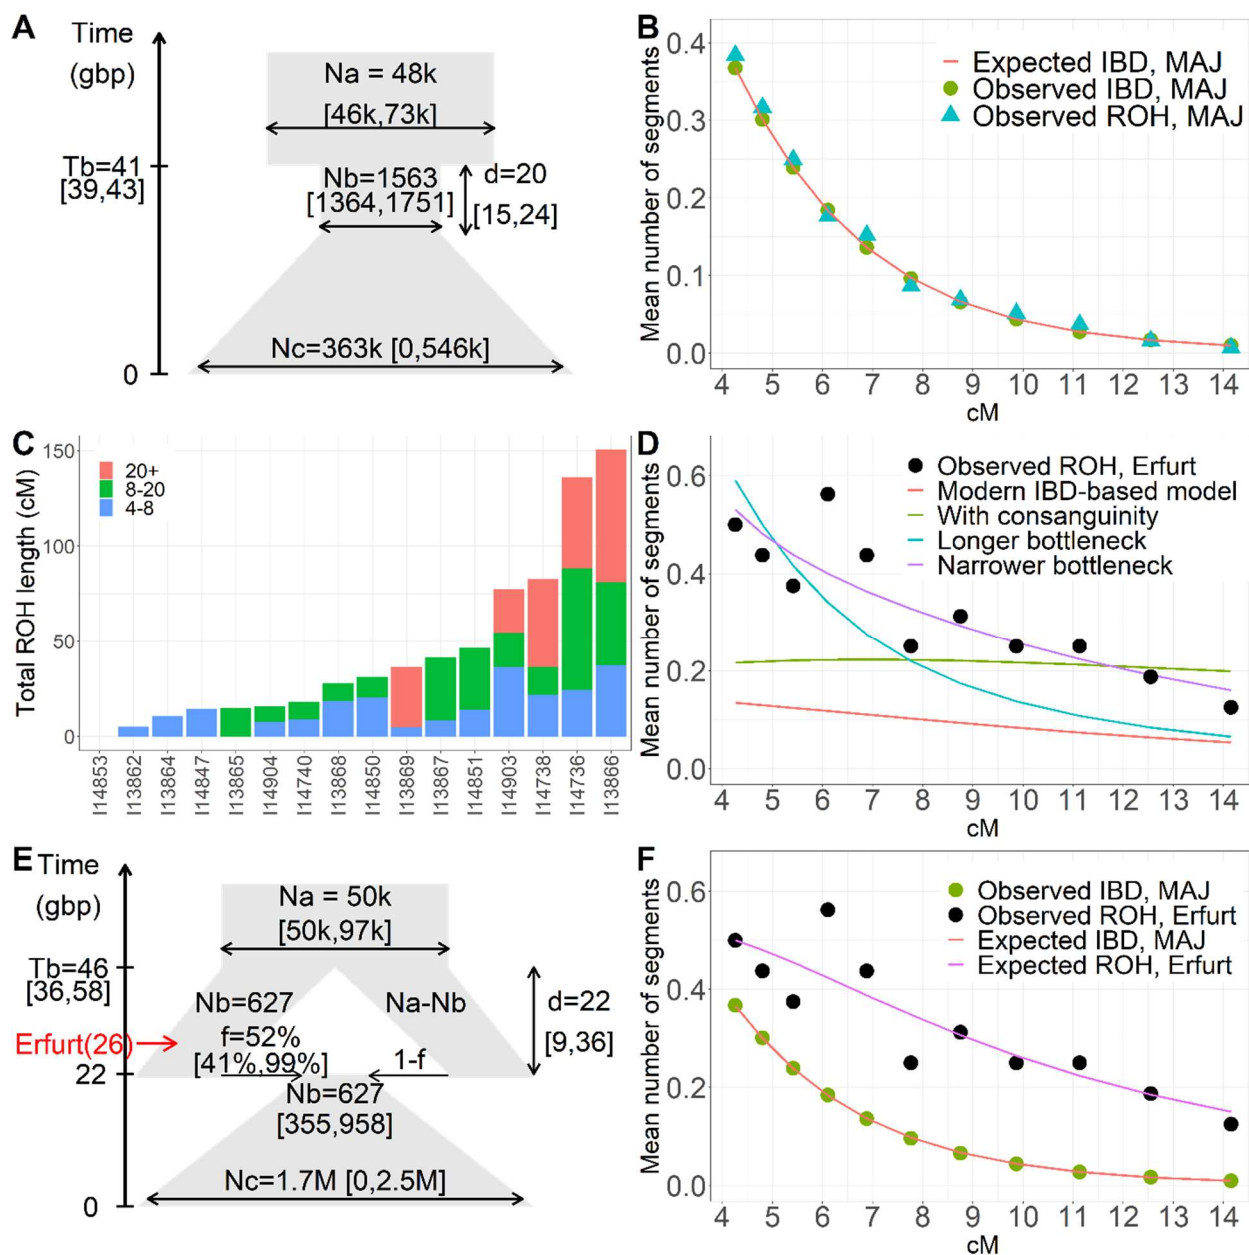 A
Time
(gbp)
Na = 48k
[46k,73k]
Tb=41
[39,43]
Nb=1563
[1364,1751]
d=20
[15,24]
Nc=363k [0,546k]
0
B
Mean number of segments
0.4
0.3
0.2
0.1
0.0
Expected IBD, MAJ
Observed IBD, MAJ
Observed ROH, MAJ
4 5 6 7 8 9 10 11 12 13 14
cM
C
Total ROH length (cM)
150
100
50
0
20+
8-20
4-8
I14853
I13862
I13864
I14847
I13865
I14904
I14740
I13868
I14850
I13869
I13867
I14851
I14903
I14738
I14736
I13866
D
Mean number of segments
0.6
0.4
0.2
0.0
Observed ROH, Erfurt
Modern IBD-based model
With consanguinity
Longer bottleneck
Narrower bottleneck
4 5 6 7 8 9 10 11 12 13 14
cM
E
Time
(gbp)
Na = 50k
[50k,97k]
Tb=46
[36,58]
Nb=627
Na-Nb
d=22
[9,36]
Erfurt(26)
f=52%
[41%,99%]
1-f
22
Nb=627
[355,958]
Nc=1.7M [0,2.5M]
0
F
Mean number of segments
0.6
0.4
0.2
0.0
Observed IBD, MAJ
Observed ROH, Erfurt
Expected IBD, MAJ
Expected ROH, Erfurt
4 5 6 7 8 9 10 11 12 13 14
cM